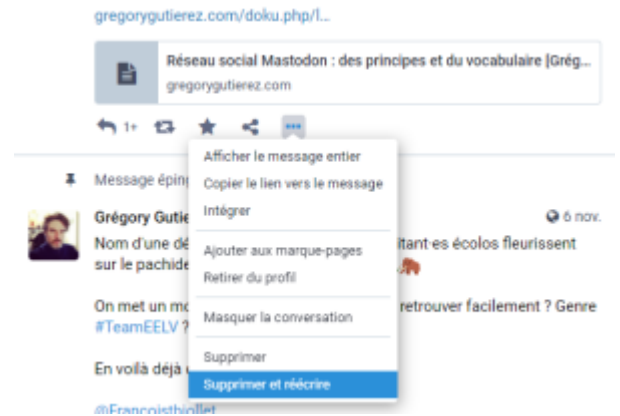 gregorygutierez.com/doku.php/l...
Réseau social Mastodon : des principes et du vocabulaire [Grég...
gregorygutierez.com
1+
Afficher le message entier
Copier le lien vers le message
Intégrer
Ajouter aux marque-pages
Retirer du profil
Masquer la conversation
Supprimer
Supprimer et réécrire
Message éping
Grégory Gutie
6 nov.
Nom d'une dé itant·es écolos fleurissent
sur le pachide
On met un mo retrouver facilement ? Genre
#TeamEELV ?
En voilà déjà
@Francoisthiollet